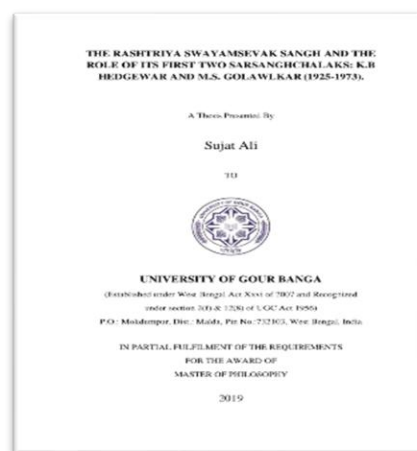 THE RASHTRIYA SWAYAMSEVAK SANGH AND THE
ROLE OF ITS FIRST TWO SARSANGHCHALAKS: K.B
HEDGEWAR AND M.S. GOLAWLKAR (1925-1973).
A Thesis Presented By
Sujat Ali
TO
UNIVERSITY OF GOUR BANGA
(Established under West Bengal Act Xxvi of 2007 and Recognized
under section 2(f) & 12(B) of UGC Act 1956)
P.O.: Mokdumpur, Dist.: Malda, Pin No.:732103, West Bengal, India
IN PARTIAL FULFILMENT OF THE REQUIREMENTS
FOR THE AWARD OF
MASTER OF PHILOSOPHY
2019